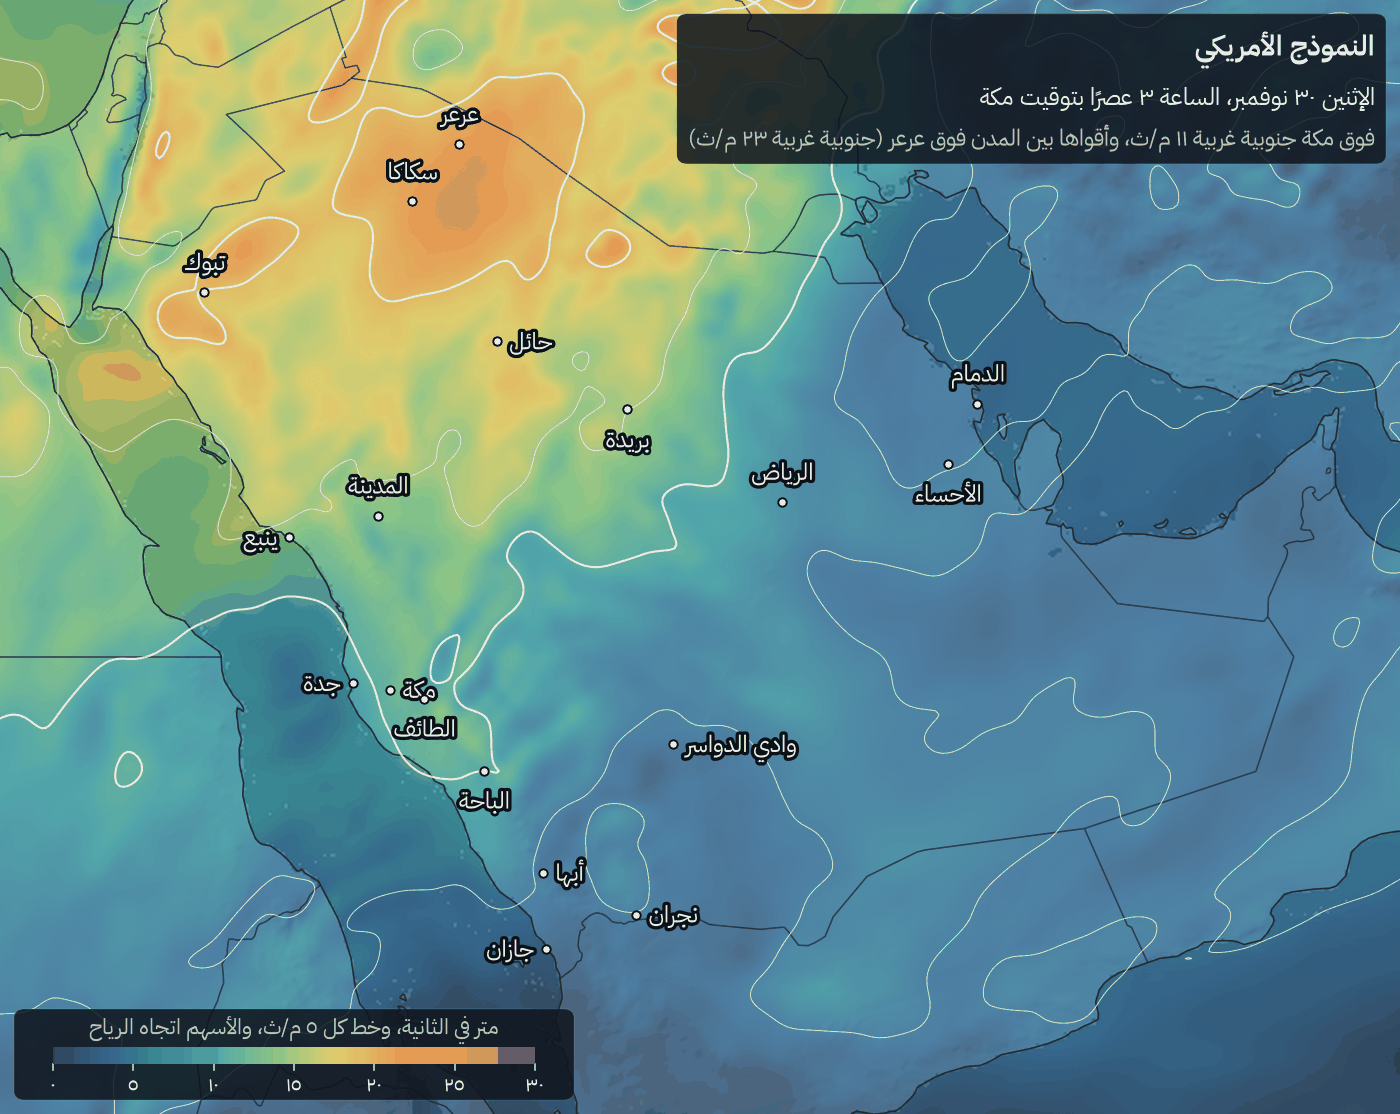 النموذج الأمريكي
الإثنين ٣٠ نوفمبر، الساعة ٣ عصرًا بتوقيت مكة
فوق مكة جنوبية غربية ١١ م/ث، وأقواها بين المدن فوق عرعر (جنوبية غربية ٢٣ م/ث)
عرعر
سكاكا
تبوك
حائل
الدمام
بريدة
الرياض
المدينة
الأحساء
ينبع
جدة
مكة
الطائف
وادي الدواسر
الباحة
أبها
نجران
جازان
متر في الثانية، وخط كل ٥ م/ث، والأسهم اتجاه الرياح
٠ ٥ ١٠ ١٥ ٢٠ ٢٥ ٣٠